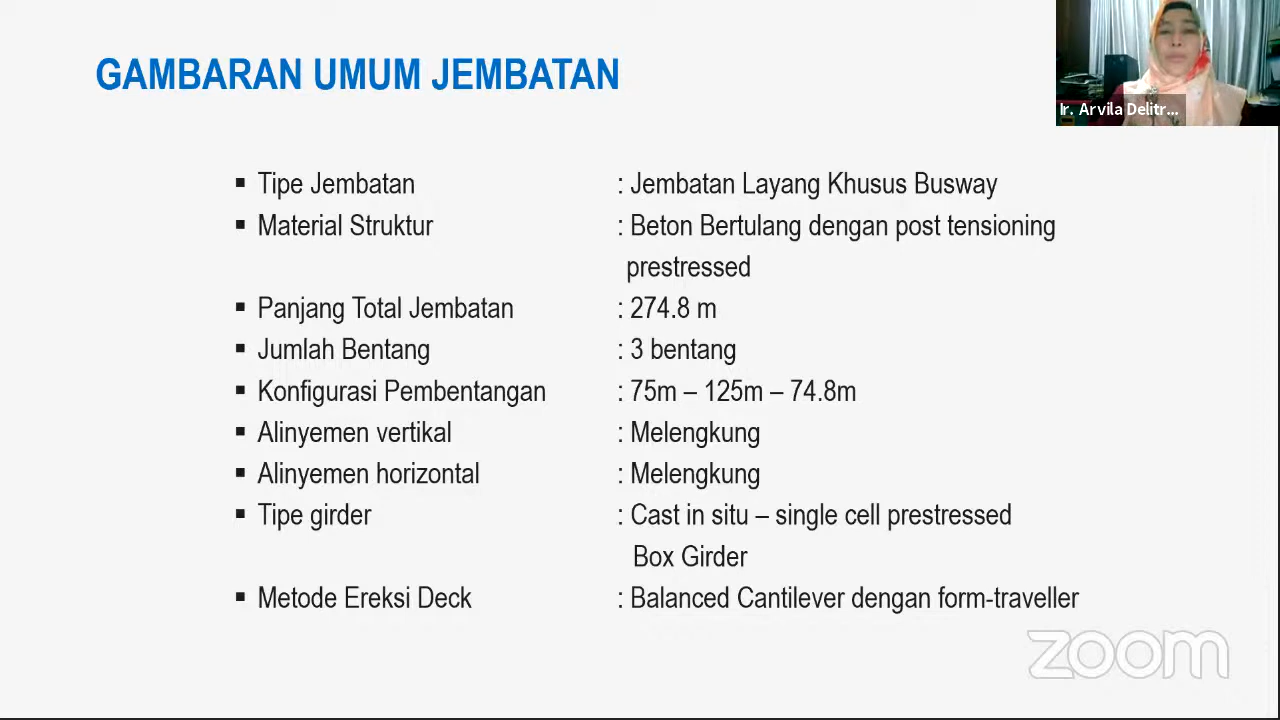 GAMBARAN UMUM JEMBATAN
Ir. Arvila Delitr...
▪ Tipe Jembatan : Jembatan Layang Khusus Busway
▪ Material Struktur : Beton Bertulang dengan post tensioning
prestressed
▪ Panjang Total Jembatan : 274.8 m
▪ Jumlah Bentang : 3 bentang
▪ Konfigurasi Pembentangan : 75m – 125m – 74.8m
▪ Alinyemen vertikal : Melengkung
▪ Alinyemen horizontal : Melengkung
▪ Tipe girder : Cast in situ – single cell prestressed
Box Girder
▪ Metode Ereksi Deck : Balanced Cantilever dengan form-traveller
zoom